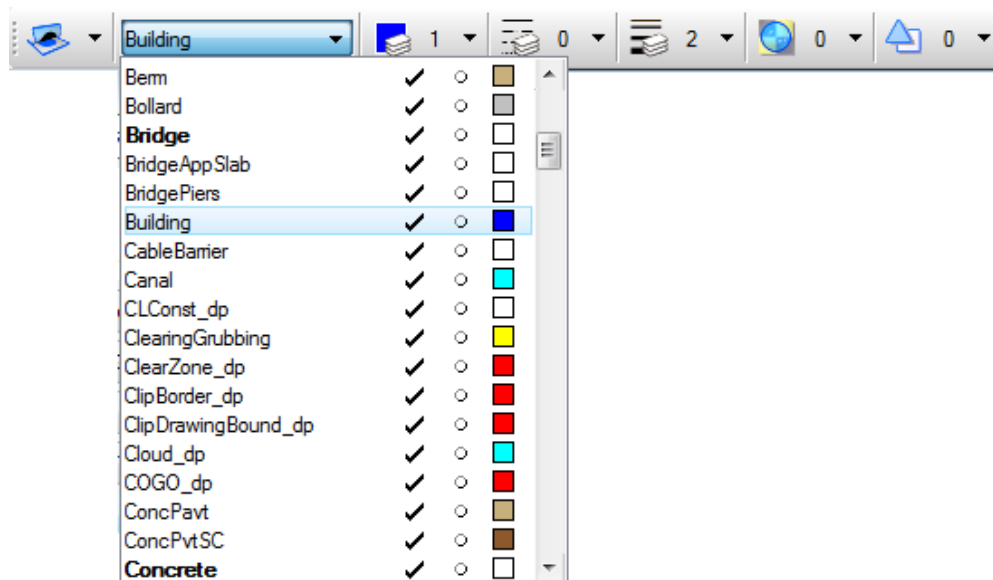 Building 1 0 2 0 0
Berm
Bollard
Bridge
BridgeAppSlab
BridgePiers
Building
CableBarrier
Canal
CLConst_dp
ClearingGrubbing
ClearZone_dp
ClipBorder_dp
ClipDrawingBound_dp
Cloud_dp
COGO_dp
ConcPavt
ConcPvtSC
Concrete